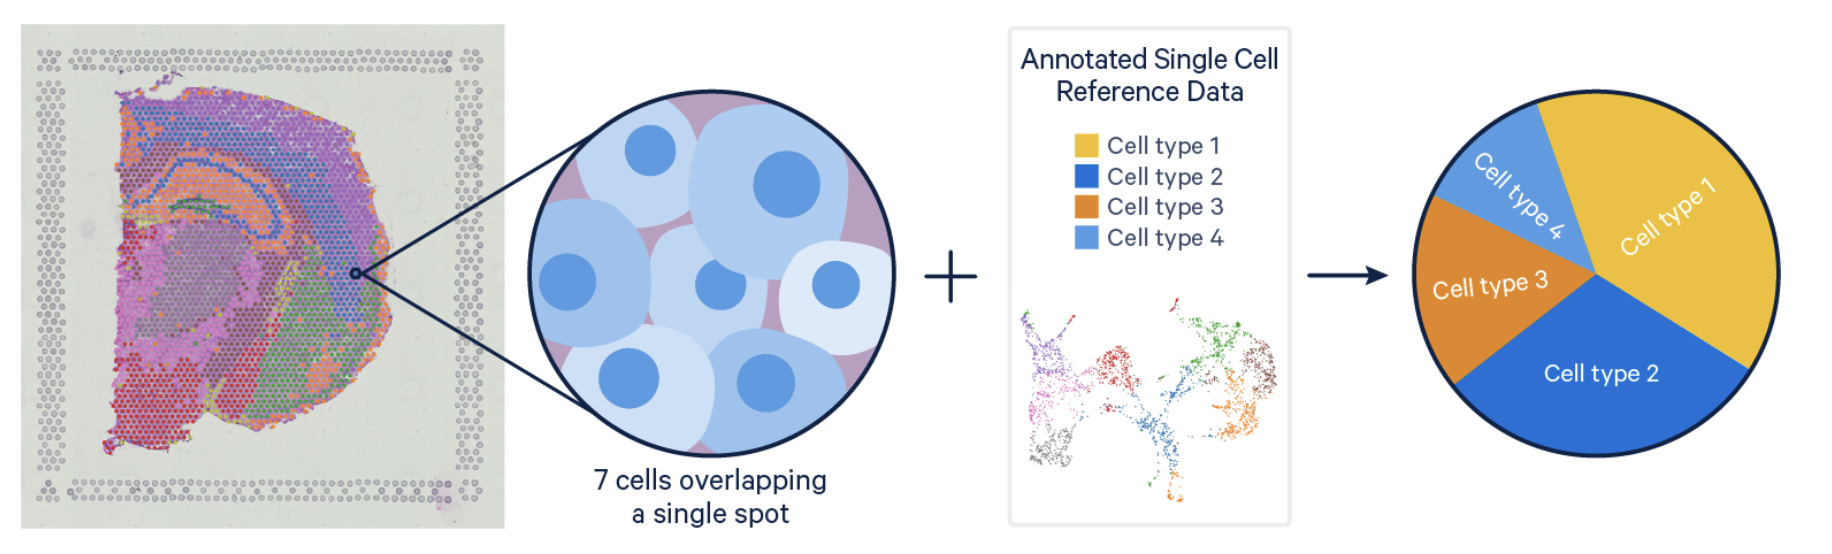 7 cells overlapping
a single spot
Annotated Single Cell
Reference Data
Cell type 1
Cell type 2
Cell type 3
Cell type 4
Cell type 1
Cell type 2
Cell type 3
Cell type 4